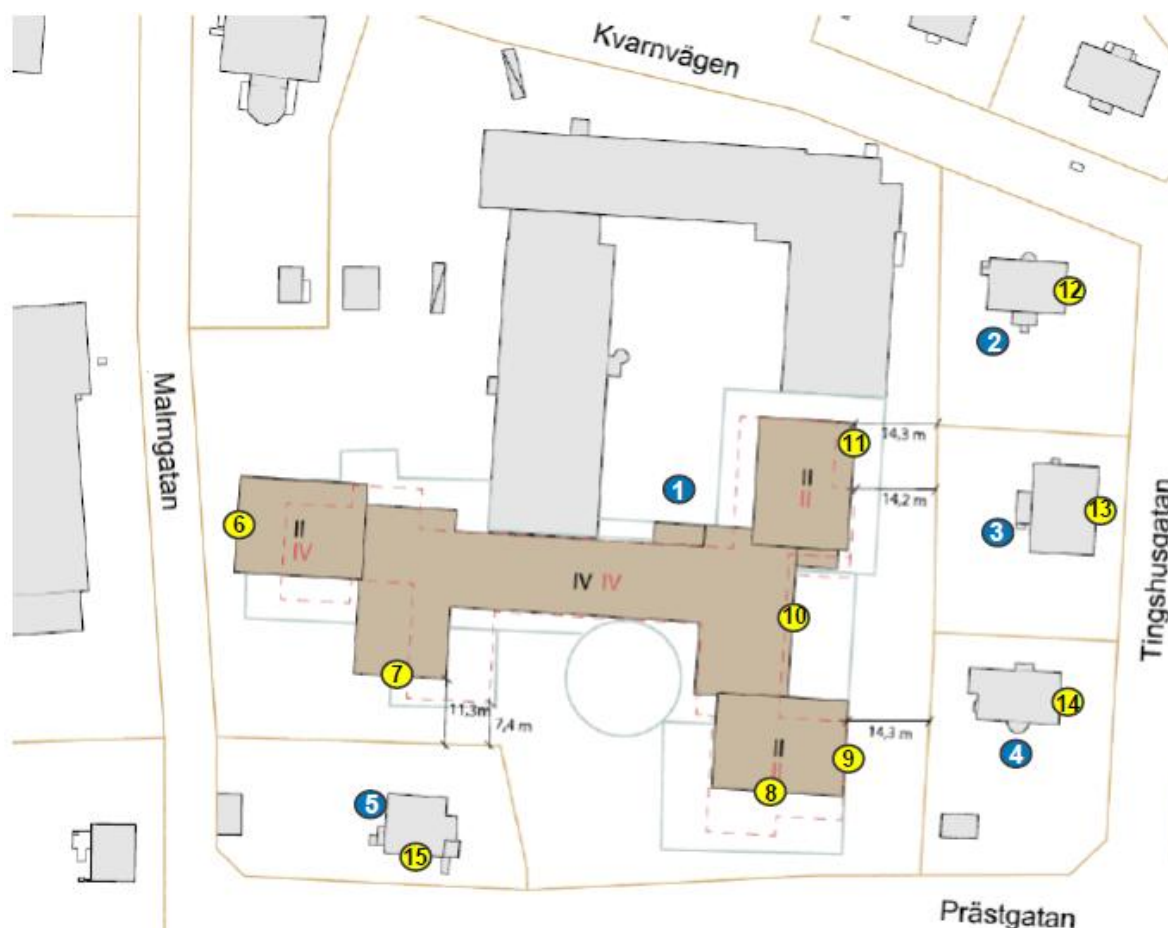 Kvarnvägen
12
2
Malmgatan
11
14,3 m
II
II
1
14,2 m
13
3
6
II
IV
IV IV
10
Tingshusgatan
7
14
11,3m
7,4 m
14,3 m
II
II
9
4
8
5
15
Prästgatan